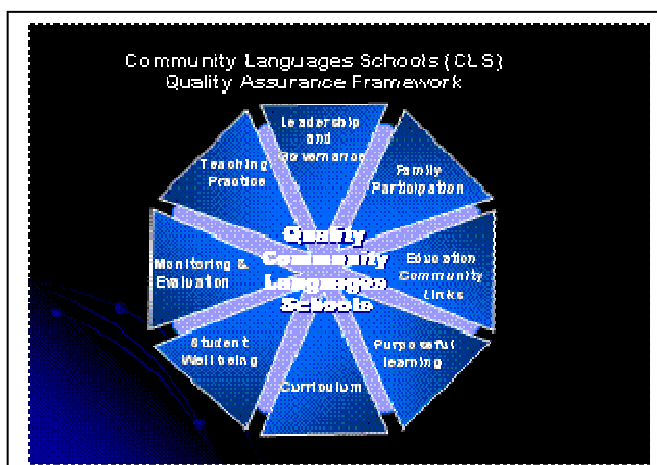 Community Languages Schools (CLS)
Quality Assurance Framework
Leadership
and
Governance
Family
Participation
Education
Community
Links
Purposeful
learning
Curriculum
Student
Wellbeing
Monitoring &
Evaluation
Teaching
Practice
Quality
Community
Languages
Schools